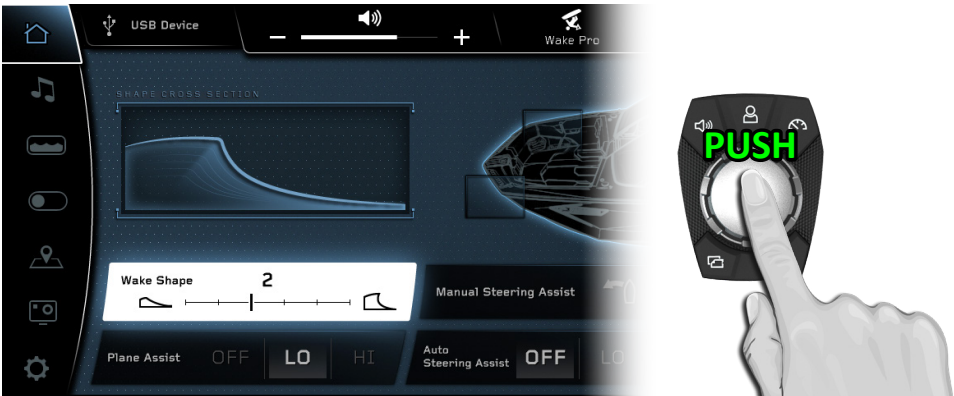 USB Device
Wake Pro
SHAPE CROSS SECTION
PUSH
Wake Shape
2
Manual Steering Assist
Plane Assist
OFF
LO
HI
Auto
Steering Assist
OFF
LO